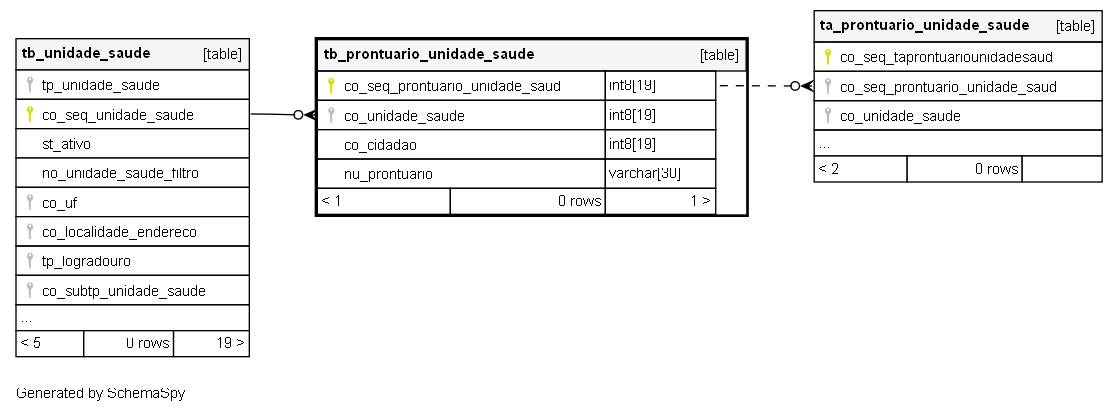 tb_unidade_saude [table]
tp_unidade_saude
co_seq_unidade_saude
st_ativo
no_unidade_saude_filtro
co_uf
co_localidade_endereco
tp_logradouro
co_subtp_unidade_saude
...
< 5 0 rows 19 >
tb_prontuario_unidade_saude [table]
co_seq_prontuario_unidade_saud int8[19]
co_unidade_saude int8[19]
co_cidadao int8[19]
nu_prontuario varchar[30]
< 1 0 rows 1 >
ta_prontuario_unidade_saude [table]
co_seq_taprontuariounidadesaud
co_seq_prontuario_unidade_saud
co_unidade_saude
...
< 2 0 rows
Generated by SchemaSpy